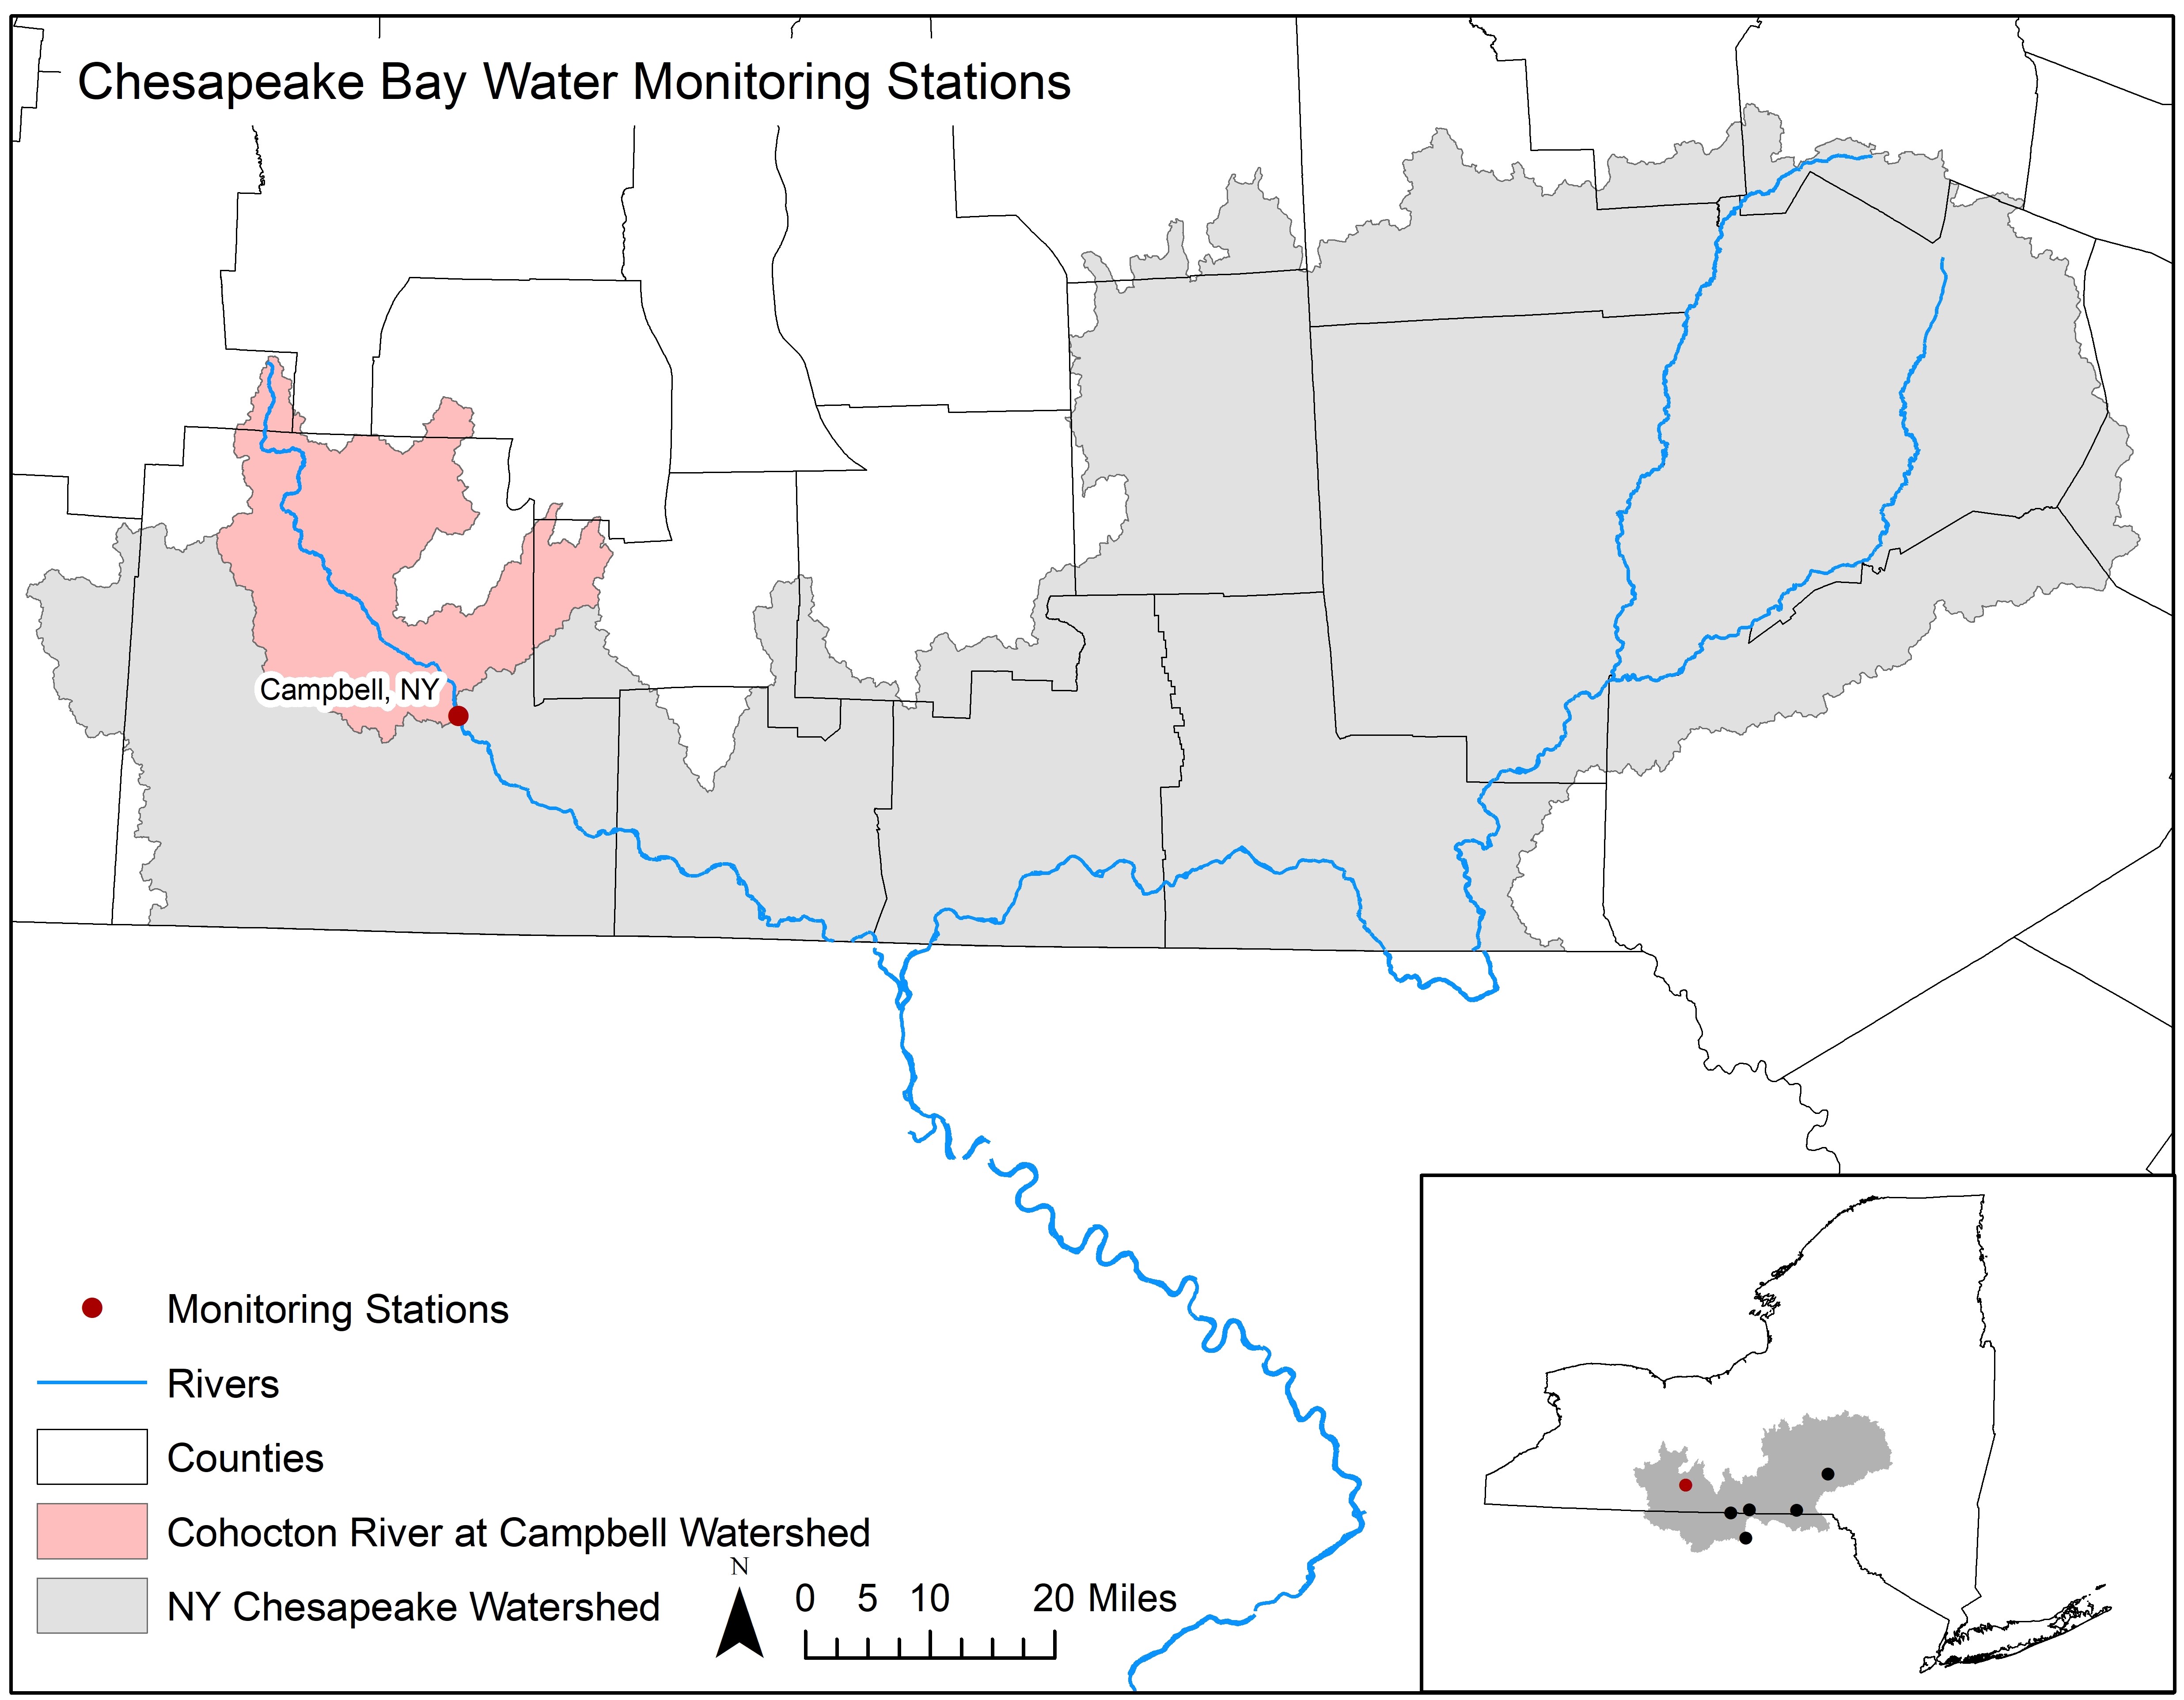 Chesapeake Bay Water Monitoring Stations
Campbell, NY
Monitoring Stations
Rivers
Counties
Cohocton River at Campbell Watershed
NY Chesapeake Watershed
N
0 5 10 20 Miles